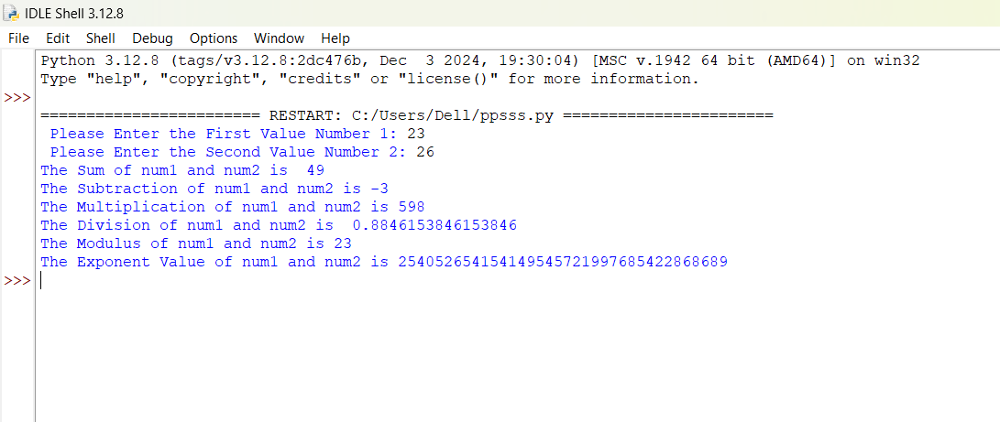 IDLE Shell 3.12.8
File Edit Shell Debug Options Window Help
Python 3.12.8 (tags/v3.12.8:2dc476b, Dec  3 2024, 19:30:04) [MSC v.1942 64 bit (AMD64)] on win32
Type "help", "copyright", "credits" or "license()" for more information.
>>>
======================== RESTART: C:/Users/Dell/ppsss.py =======================
 Please Enter the First Value Number 1: 23
 Please Enter the Second Value Number 2: 26
The Sum of num1 and num2 is  49
The Subtraction of num1 and num2 is -3
The Multiplication of num1 and num2 is 598
The Division of num1 and num2 is  0.8846153846153846
The Modulus of num1 and num2 is 23
The Exponent Value of num1 and num2 is 254052654154149545721997685422868689
>>>